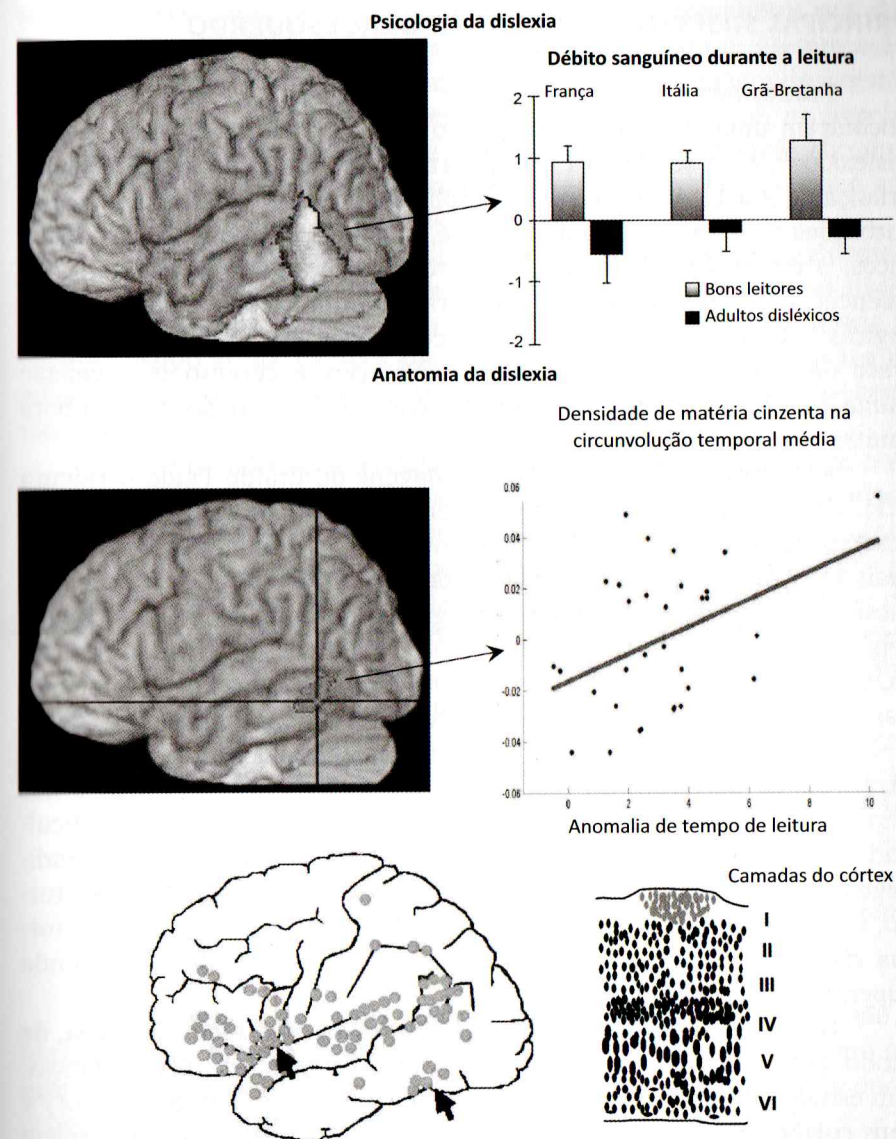 Psicologia da dislexia
Débito sanguíneo durante a leitura
França Itália Grã-Bretanha
2
1
0
-1
-2
Bons leitores
Adultos disléxicos
Anatomia da dislexia
Densidade de matéria cinzenta na
circunvolução temporal média
0.06
0.04
0.02
0
-0.02
-0.04
-0.06
0 2 4 6 8 10
Anomalia de tempo de leitura
Camadas do córtex
I
II
III
IV
V
VI